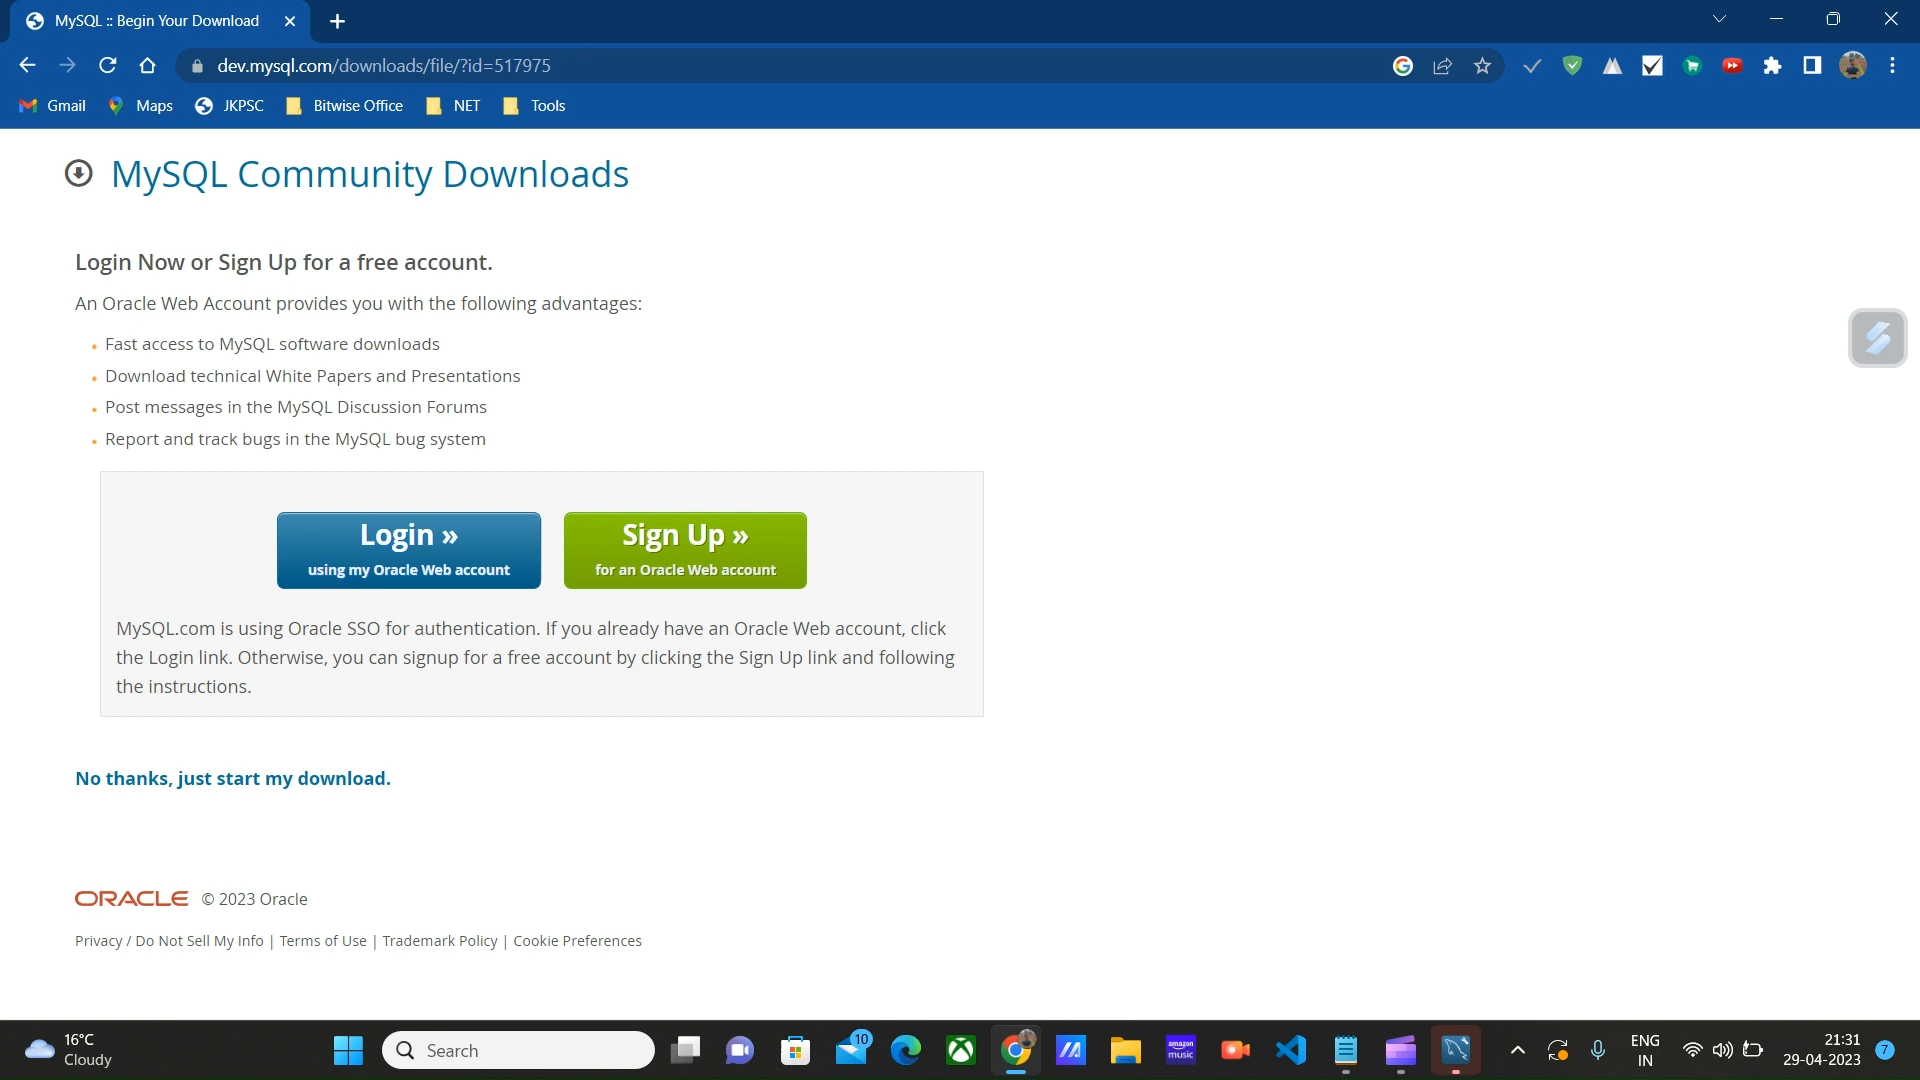 MySQL :: Begin Your Download
dev.mysql.com/downloads/file/?id=517975
Gmail Maps JKPSC Bitwise Office NET Tools
MySQL Community Downloads
Login Now or Sign Up for a free account.
An Oracle Web Account provides you with the following advantages:
Fast access to MySQL software downloads
Download technical White Papers and Presentations
Post messages in the MySQL Discussion Forums
Report and track bugs in the MySQL bug system
Login » Sign Up »
using my Oracle Web account for an Oracle Web account
MySQL.com is using Oracle SSO for authentication. If you already have an Oracle Web account, click
the Login link. Otherwise, you can signup for a free account by clicking the Sign Up link and following
the instructions.
No thanks, just start my download.
ORACLE © 2023 Oracle
Privacy / Do Not Sell My Info | Terms of Use | Trademark Policy | Cookie Preferences
16°C
Cloudy
Search
10
amazon
music
ENG
IN
21:31
29-04-2023
7